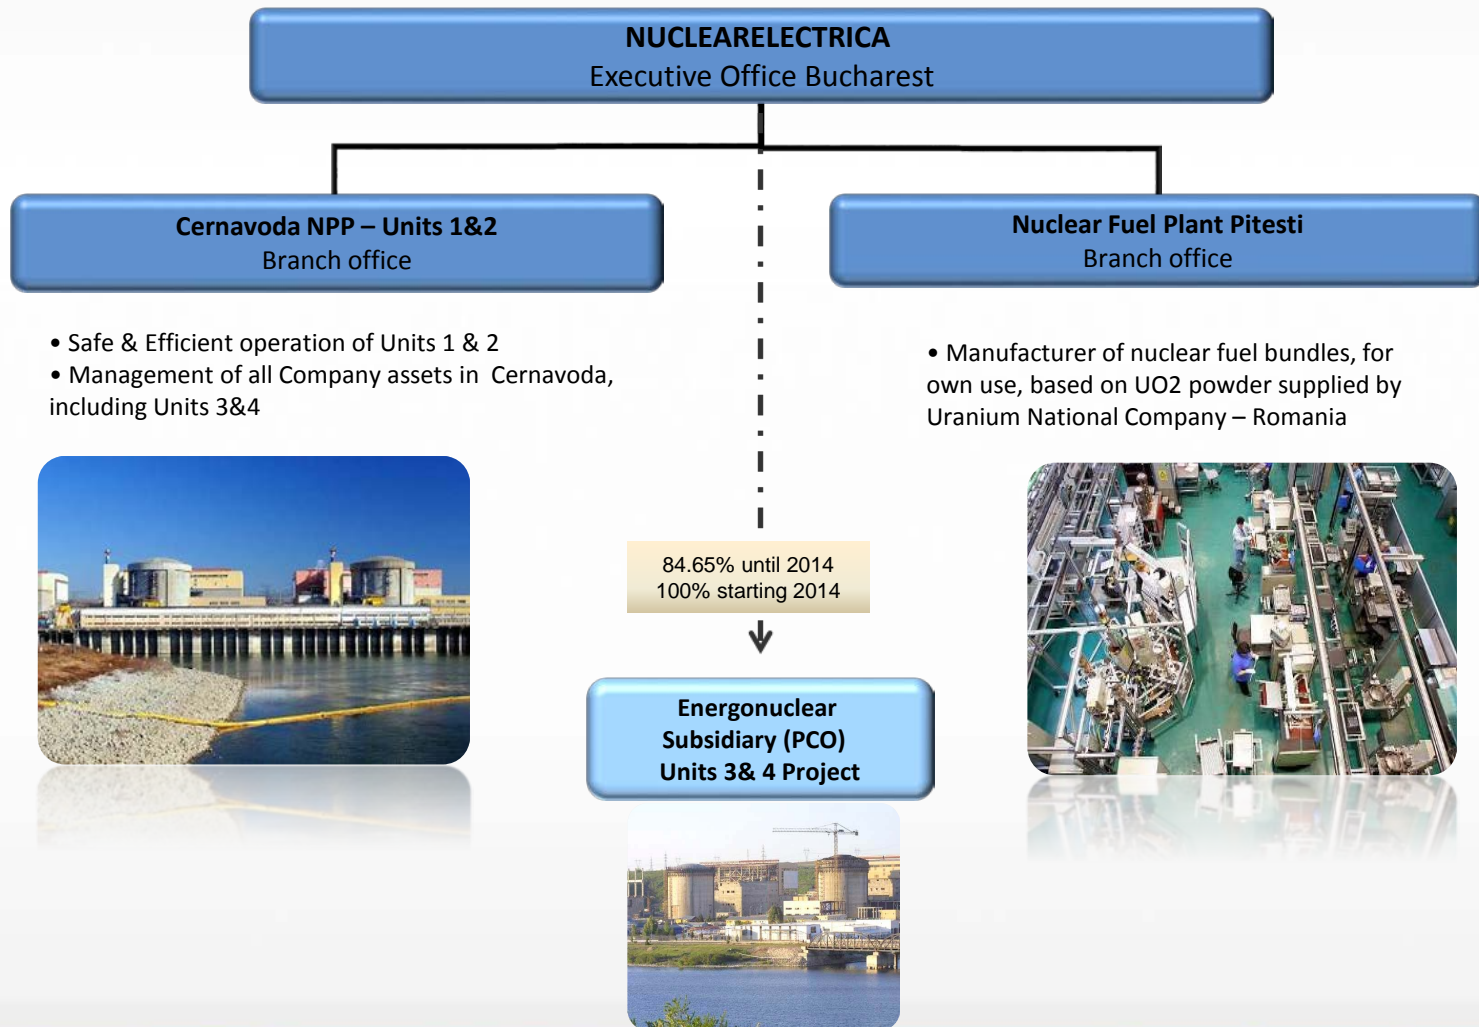 NUCLEARELECTRICA
Executive Office Bucharest
Cernavoda NPP – Units 1&2
Branch office
Nuclear Fuel Plant Pitesti
Branch office
• Safe & Efficient operation of Units 1 & 2
• Management of all Company assets in Cernavoda,
including Units 3&4
• Manufacturer of nuclear fuel bundles, for
own use, based on UO2 powder supplied by
Uranium National Company – Romania
84.65% until 2014
100% starting 2014
Energonuclear
Subsidiary (PCO)
Units 3& 4 Project